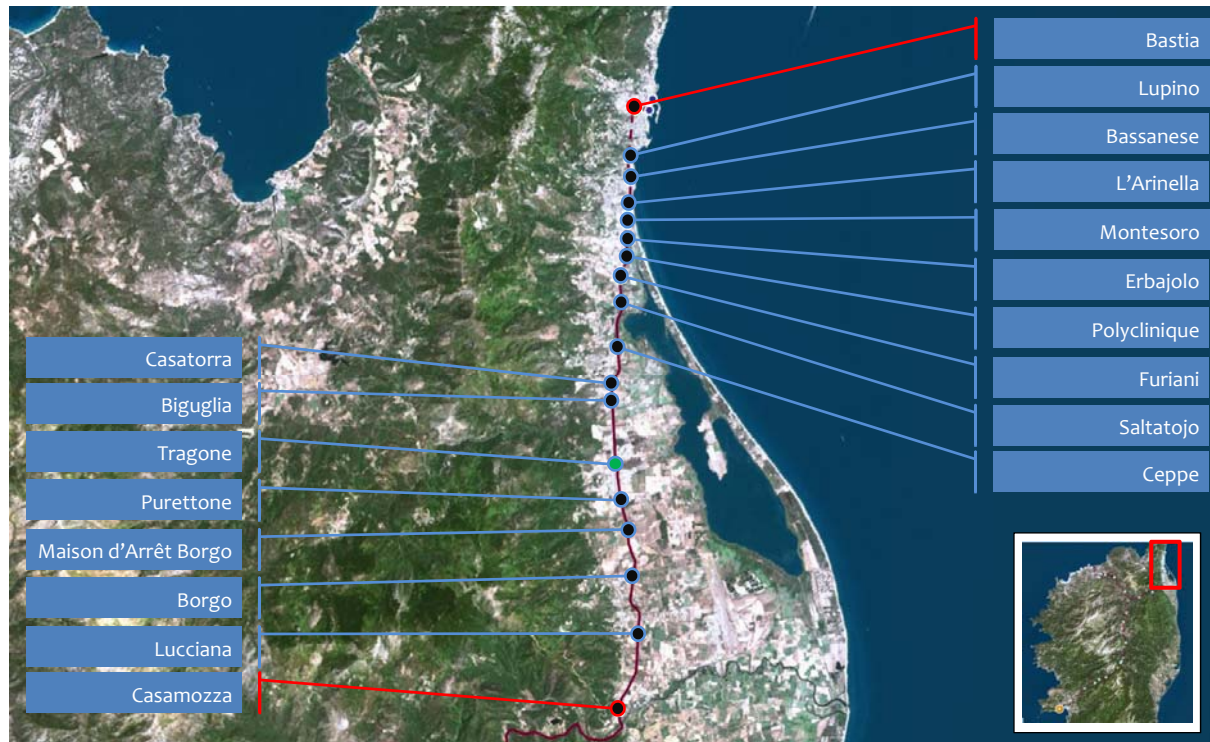 Bastia
Lupino
Bassanese
L'Arinella
Montesoro
Erbajolo
Polyclinique
Furiani
Saltatojo
Ceppe
Casatorra
Biguglia
Tragone
Purettone
Maison d'Arrêt Borgo
Borgo
Lucciana
Casamozza